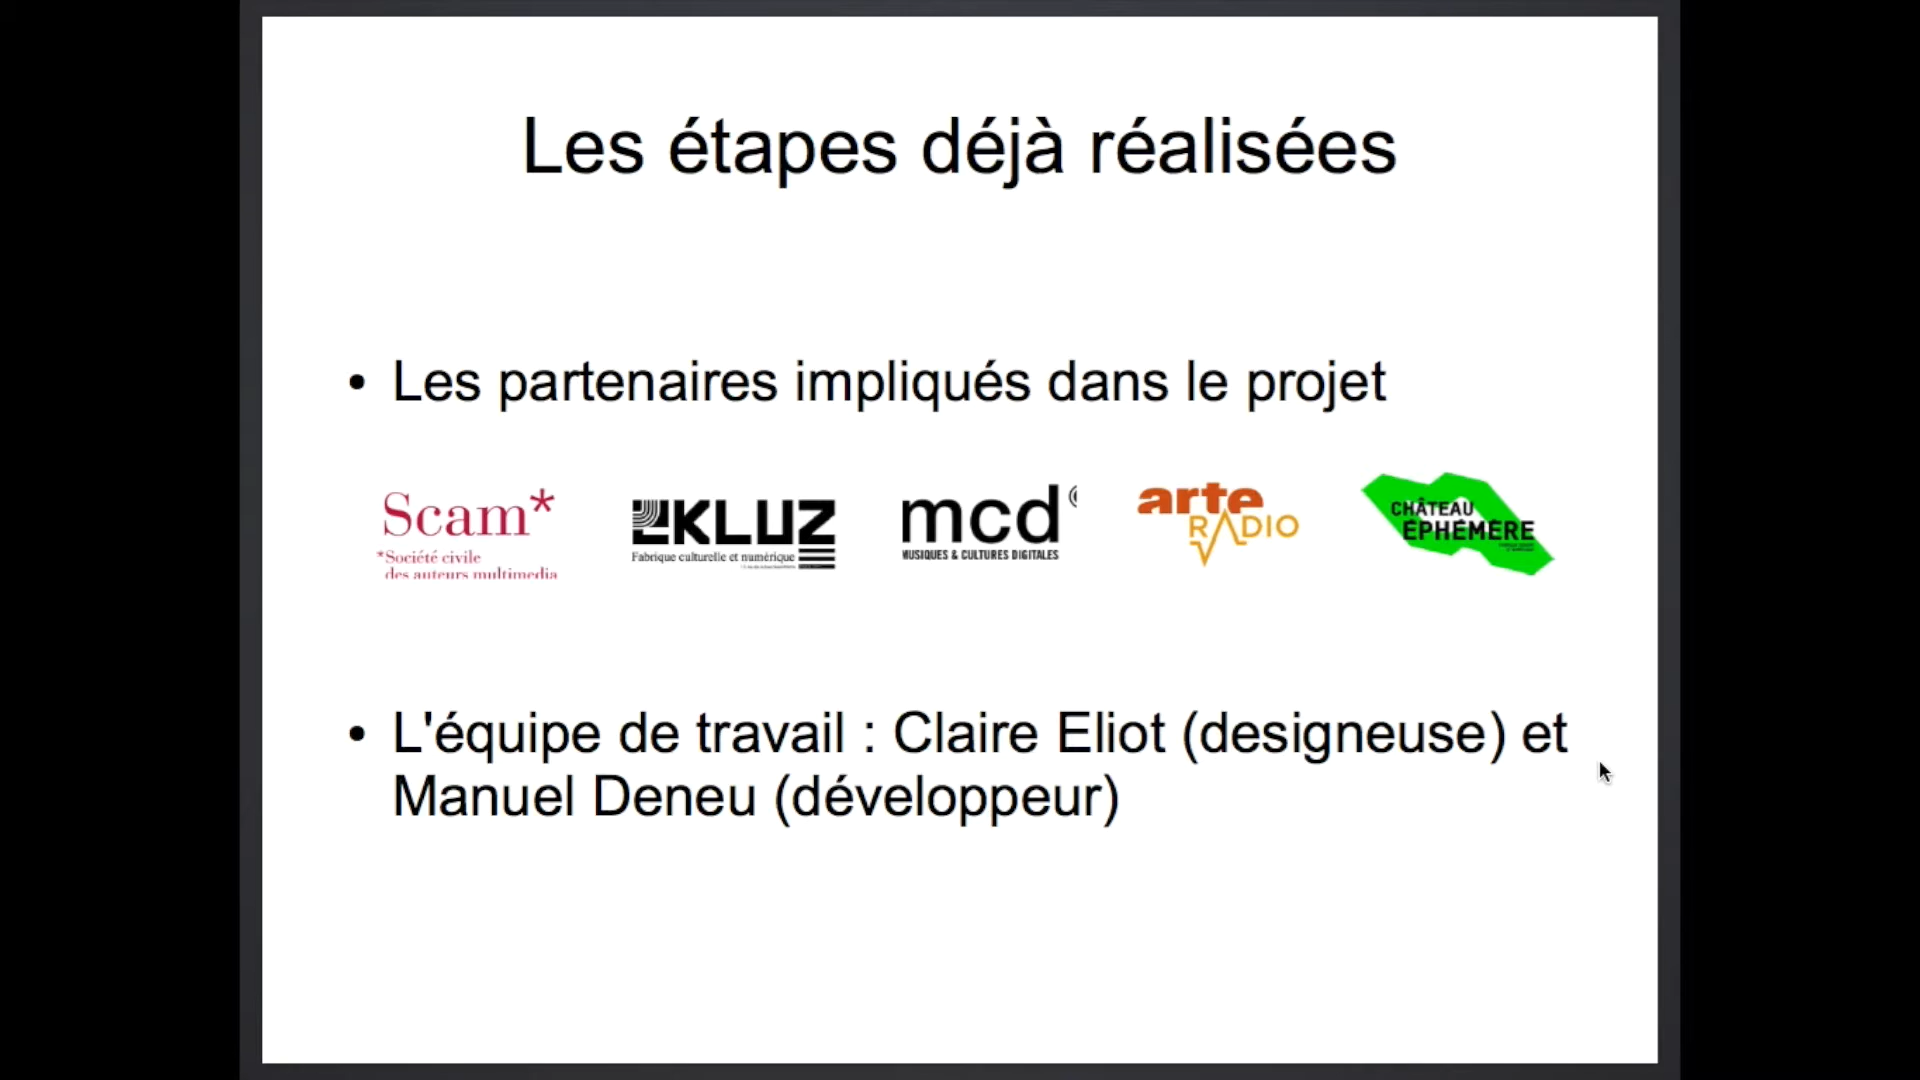 Les étapes déjà réalisées
• Les partenaires impliqués dans le projet
Scam*
*Société civile
des auteurs multimedia
EKLUZ
Fabrique culturelle et numérique
mcd
MUSIQUES & CULTURES DIGITALES
arte
RADIO
CHÂTEAU
ÉPHÉMÈRE
• L'équipe de travail : Claire Eliot (designeuse) et
Manuel Deneu (développeur)